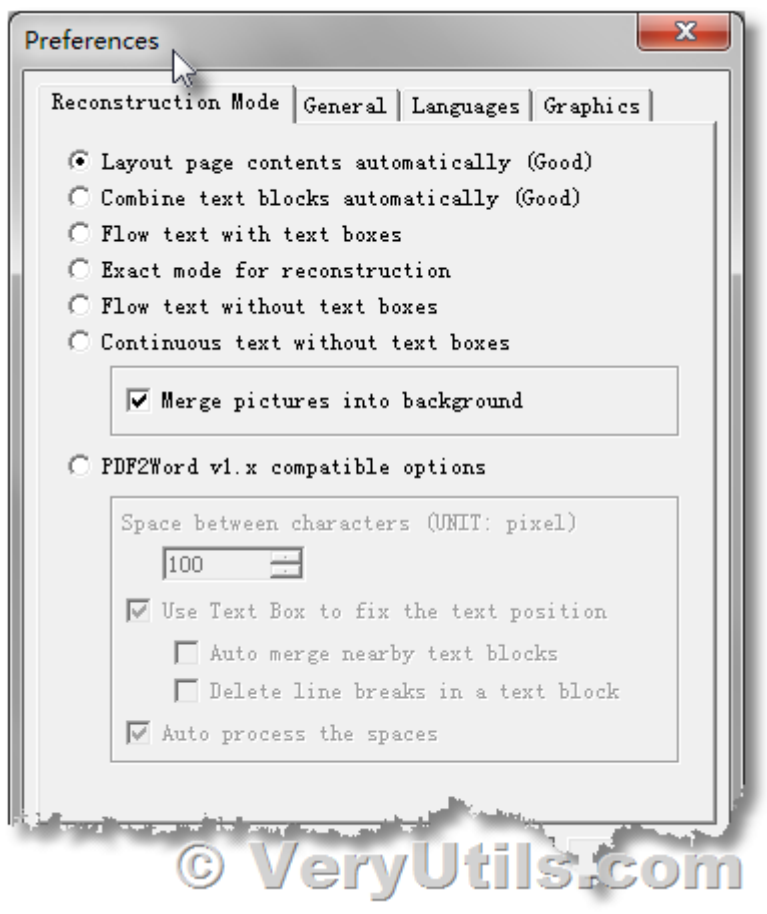 Preferences
x
Reconstruction Mode General Languages Graphics
Layout page contents automatically (Good)
Combine text blocks automatically (Good)
Flow text with text boxes
Exact mode for reconstruction
Flow text without text boxes
Continuous text without text boxes
Merge pictures into background
PDF2Word v1.x compatible options
Space between characters (UNIT: pixel)
100
Use Text Box to fix the text position
Auto merge nearby text blocks
Delete line breaks in a text block
Auto process the spaces
© VeryUtils.com